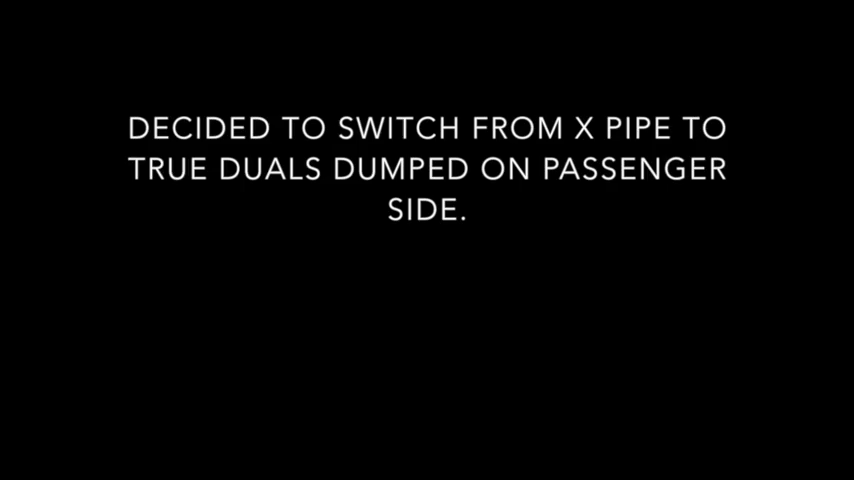 DECIDED TO SWITCH FROM X PIPE TO
TRUE DUALS DUMPED ON PASSENGER
SIDE.